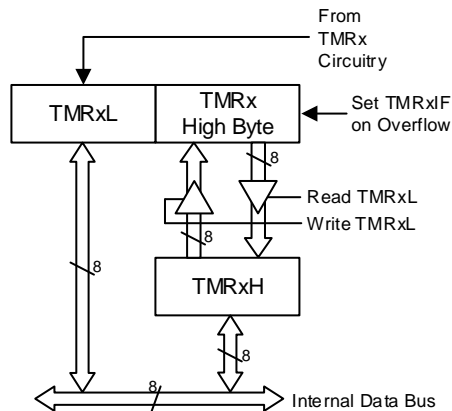 From
TMRx
Circuitry
TMRxL
TMRx
High Byte
Set TMRxIF
on Overflow
8
Read TMRxL
Write TMRxL
8
8
TMRxH
8
8
Internal Data Bus